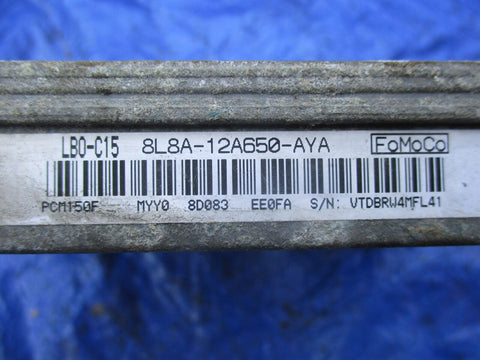 LB0-C15 8L8A-12A650-AYA FoMoCo
PCM150F MYY0 8D083 EE0FA S/N: VTDBRW4MFL41